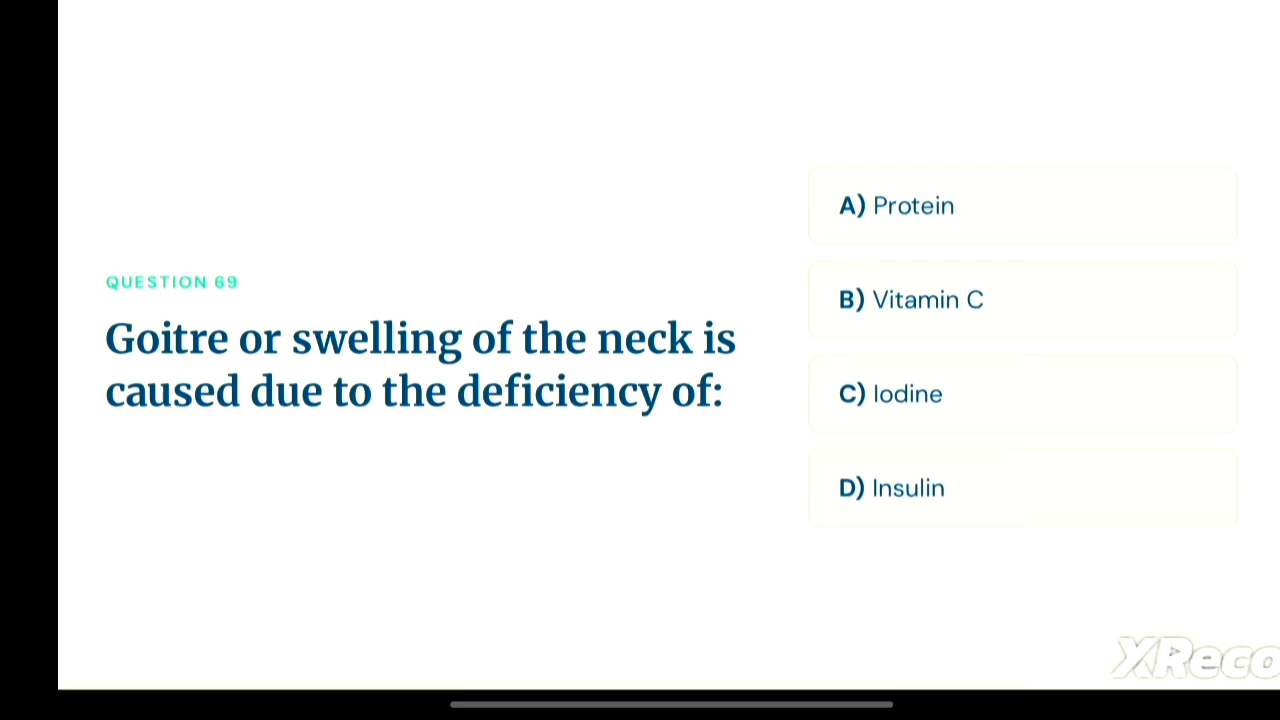 QUESTION 69
Goitre or swelling of the neck is
caused due to the deficiency of:
A) Protein
B) Vitamin C
C) Iodine
D) Insulin
XReco